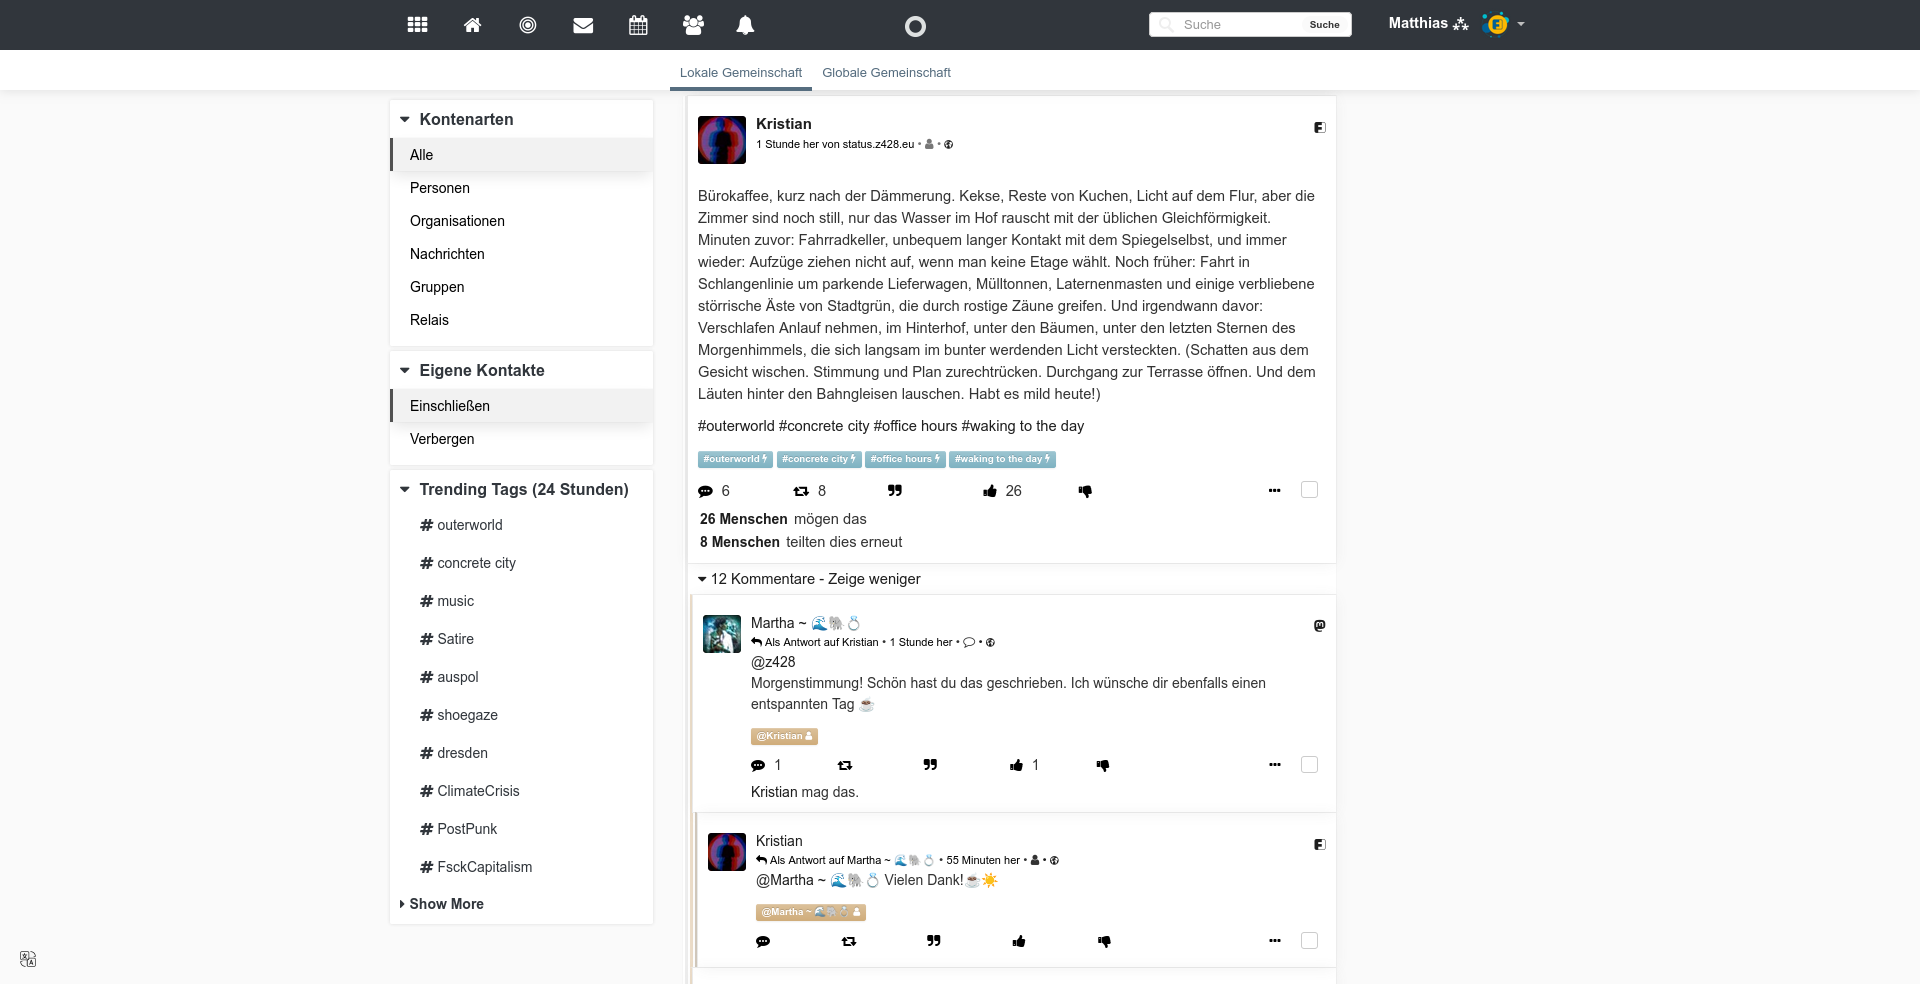 Suche
Suche
Matthias
Lokale Gemeinschaft
Globale Gemeinschaft
Kontenarten
Alle
Personen
Organisationen
Nachrichten
Gruppen
Relais
Eigene Kontakte
Einschließen
Verbergen
Trending Tags (24 Stunden)
# outerworld
# concrete city
# music
# Satire
# auspol
# shoegaze
# dresden
# ClimateCrisis
# PostPunk
# FsckCapitalism
Show More
Kristian
1 Stunde her von status.z428.eu • •
Bürokaffee, kurz nach der Dämmerung. Kekse, Reste von Kuchen, Licht auf dem Flur, aber die
Zimmer sind noch still, nur das Wasser im Hof rauscht mit der üblichen Gleichförmigkeit.
Minuten zuvor: Fahrradkeller, unbequem langer Kontakt mit dem Spiegelselbst, und immer
wieder: Aufzüge ziehen nicht auf, wenn man keine Etage wählt. Noch früher: Fahrt in
Schlangenlinie um parkende Lieferwagen, Mülltonnen, Laternenmasten und einige verbliebene
störrische Äste von Stadtgrün, die durch rostige Zäune greifen. Und irgendwann davor:
Verschlafen Anlauf nehmen, im Hinterhof, unter den Bäumen, unter den letzten Sternen des
Morgenhimmels, die sich langsam im bunter werdenden Licht versteckten. (Schatten aus dem
Gesicht wischen. Stimmung und Plan zurechtrücken. Durchgang zur Terrasse öffnen. Und dem
Läuten hinter den Bahngleisen lauschen. Habt es mild heute!)
#outerworld #concrete city #office hours #waking to the day
#outerworld #concrete city #office hours #waking to the day
6 8 26
26 Menschen mögen das
8 Menschen teilten dies erneut
12 Kommentare - Zeige weniger
Martha ~ 🌊🐘💍
Als Antwort auf Kristian • 1 Stunde her • •
@z428
Morgenstimmung! Schön hast du das geschrieben. Ich wünsche dir ebenfalls einen
entspannten Tag ☕
@Kristian
1 1
Kristian mag das.
Kristian
Als Antwort auf Martha ~ 🌊🐘💍 • 55 Minuten her • •
@Martha ~ 🌊🐘💍 Vielen Dank!☕☀️
@Martha ~ 🌊🐘💍